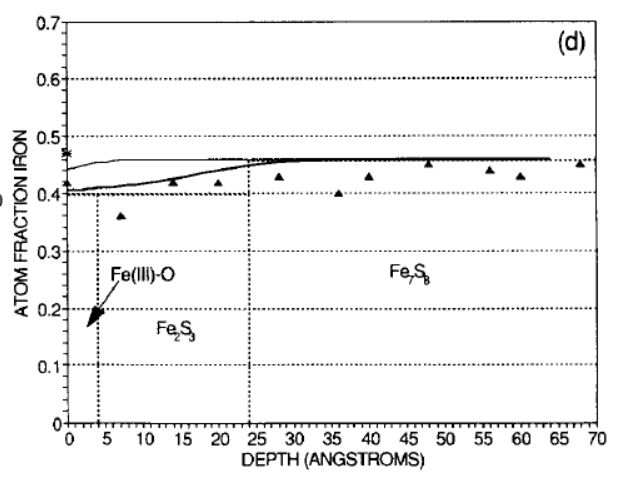 (d)
ATOM FRACTION IRON
0.7
0.6
0.5
0.4
0.3
0.2
0.1
0
Fe(III)-O
Fe₂S₃
Fe₇S₈
0 5 10 15 20 25 30 35 40 45 50 55 60 65 70
DEPTH (ANGSTROMS)